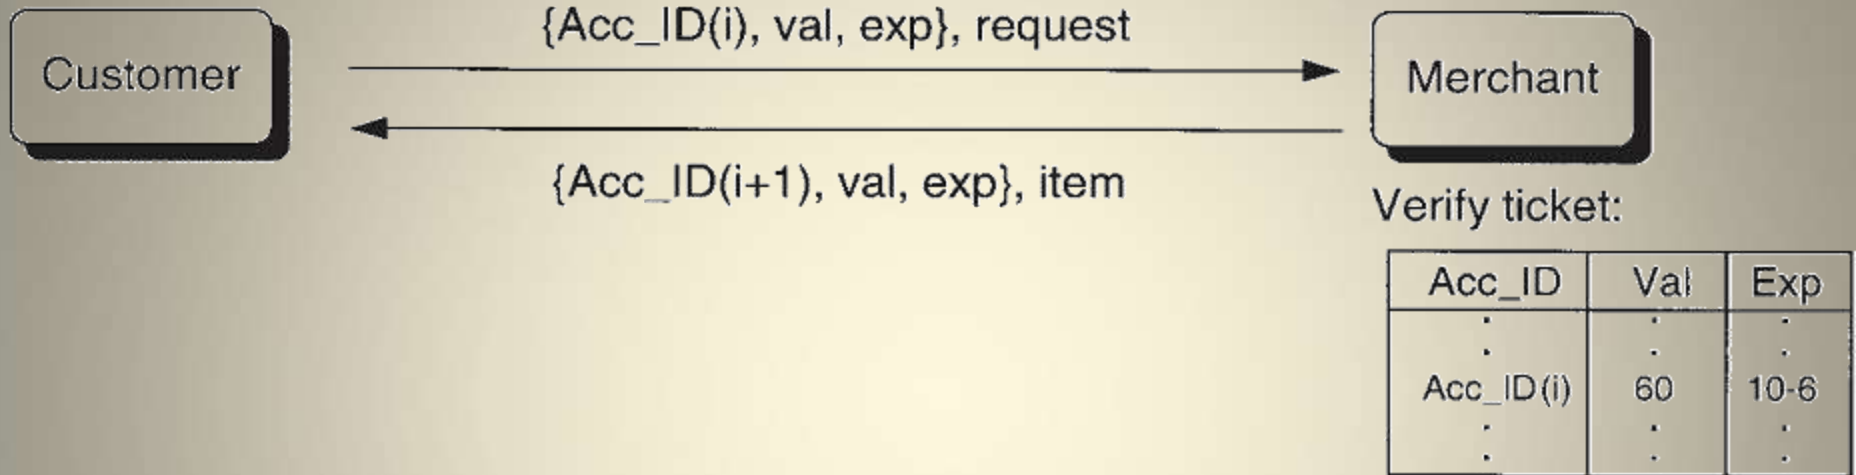 {Acc_ID(i), val, exp}, request
Customer
Merchant
{Acc_ID(i+1), val, exp}, item
Verify ticket:
Acc_ID Val Exp
Acc_ID(i) 60 10-6